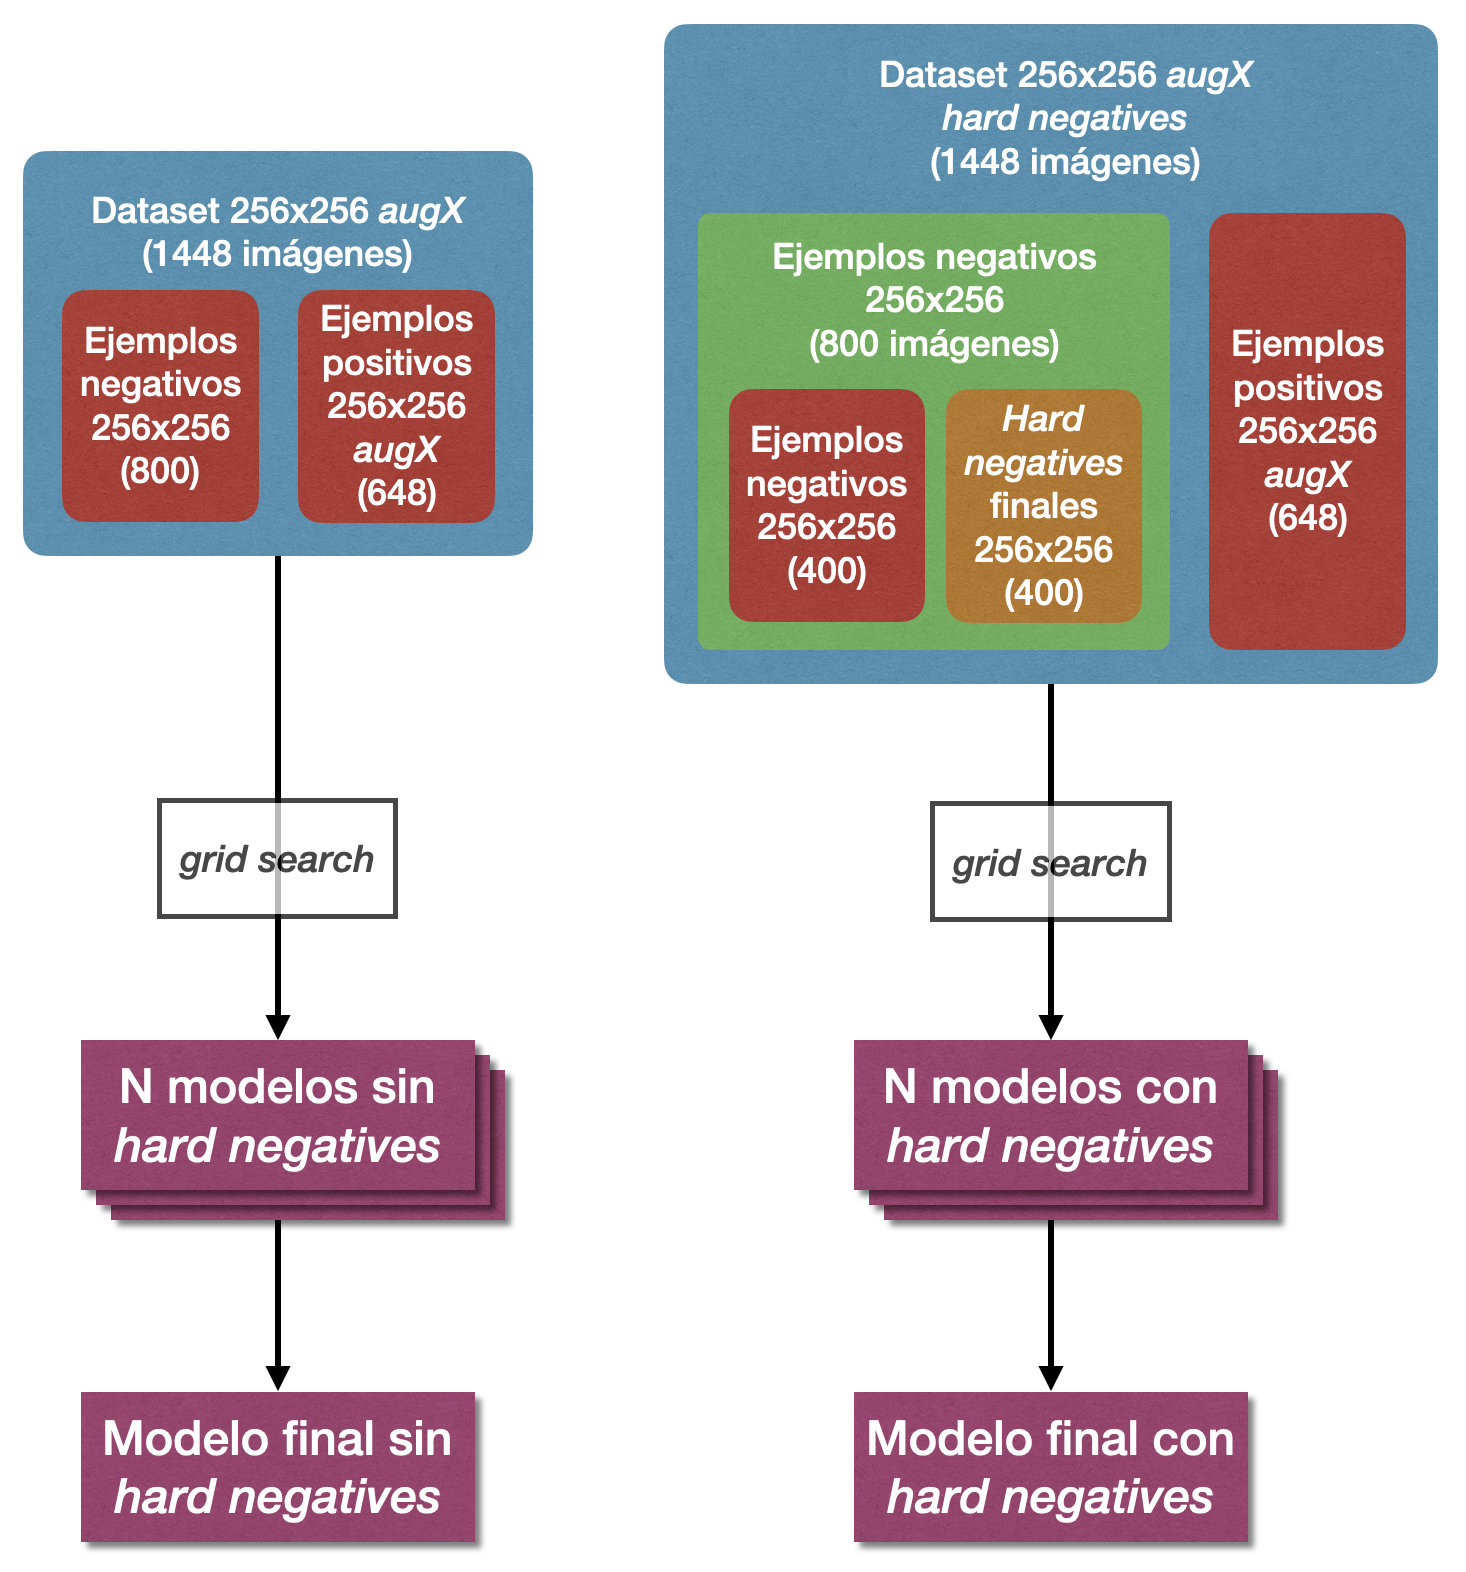 Dataset 256x256 augX
(1448 imágenes)
Ejemplos
negativos
256x256
(800)
Ejemplos
positivos
256x256
augX
(648)
grid search
N modelos sin
hard negatives
Modelo final sin
hard negatives
Dataset 256x256 augX
hard negatives
(1448 imágenes)
Ejemplos negativos
256x256
(800 imágenes)
Ejemplos
negativos
256x256
(400)
Hard
negatives
finales
256x256
(400)
Ejemplos
positivos
256x256
augX
(648)
grid search
N modelos con
hard negatives
Modelo final con
hard negatives